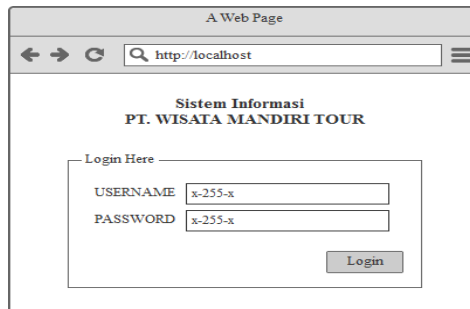 A Web Page
http://localhost
Sistem Informasi
PT. WISATA MANDIRI TOUR
Login Here
USERNAME x-255-x
PASSWORD x-255-x
Login